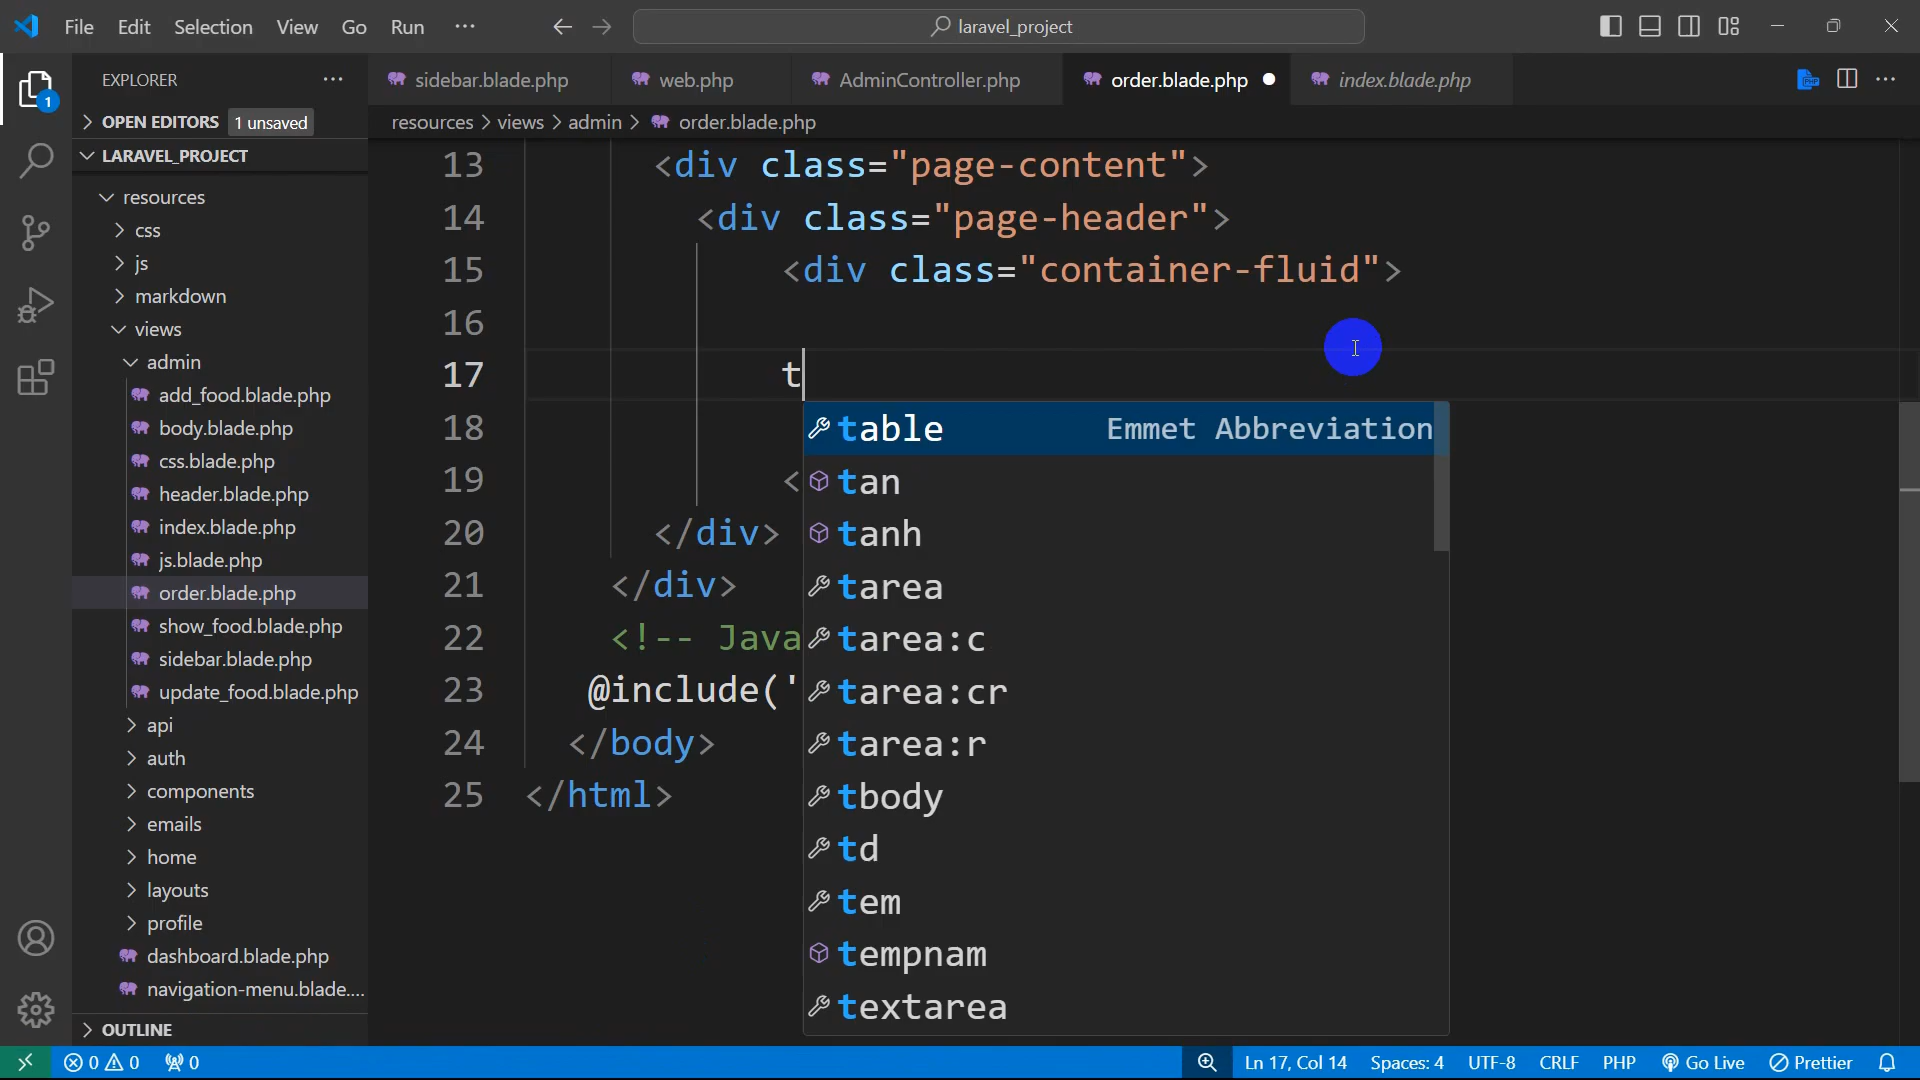 File Edit Selection View Go Run ···
laravel_project
EXPLORER ···
1
OPEN EDITORS 1 unsaved
LARAVEL_PROJECT
resources
css
js
markdown
views
admin
add_food.blade.php
body.blade.php
css.blade.php
header.blade.php
index.blade.php
js.blade.php
order.blade.php
show_food.blade.php
sidebar.blade.php
update_food.blade.php
api
auth
components
emails
home
layouts
profile
dashboard.blade.php
navigation-menu.blade....
OUTLINE
sidebar.blade.php web.php AdminController.php order.blade.php index.blade.php
PHP
resources > views > admin > order.blade.php
13 <div class="page-content">
14 <div class="page-header">
15 <div class="container-fluid">
16
17 t
18
19 <
20 </div>
21 </div>
22 <!-- Java
23 @include('
24 </body>
25 </html>
table Emmet Abbreviation
tan
tanh
tarea
tarea:c
tarea:cr
tarea:r
tbody
td
tem
tempnam
textarea
0 0 0 Ln 17, Col 14 Spaces: 4 UTF-8 CRLF PHP Go Live Prettier